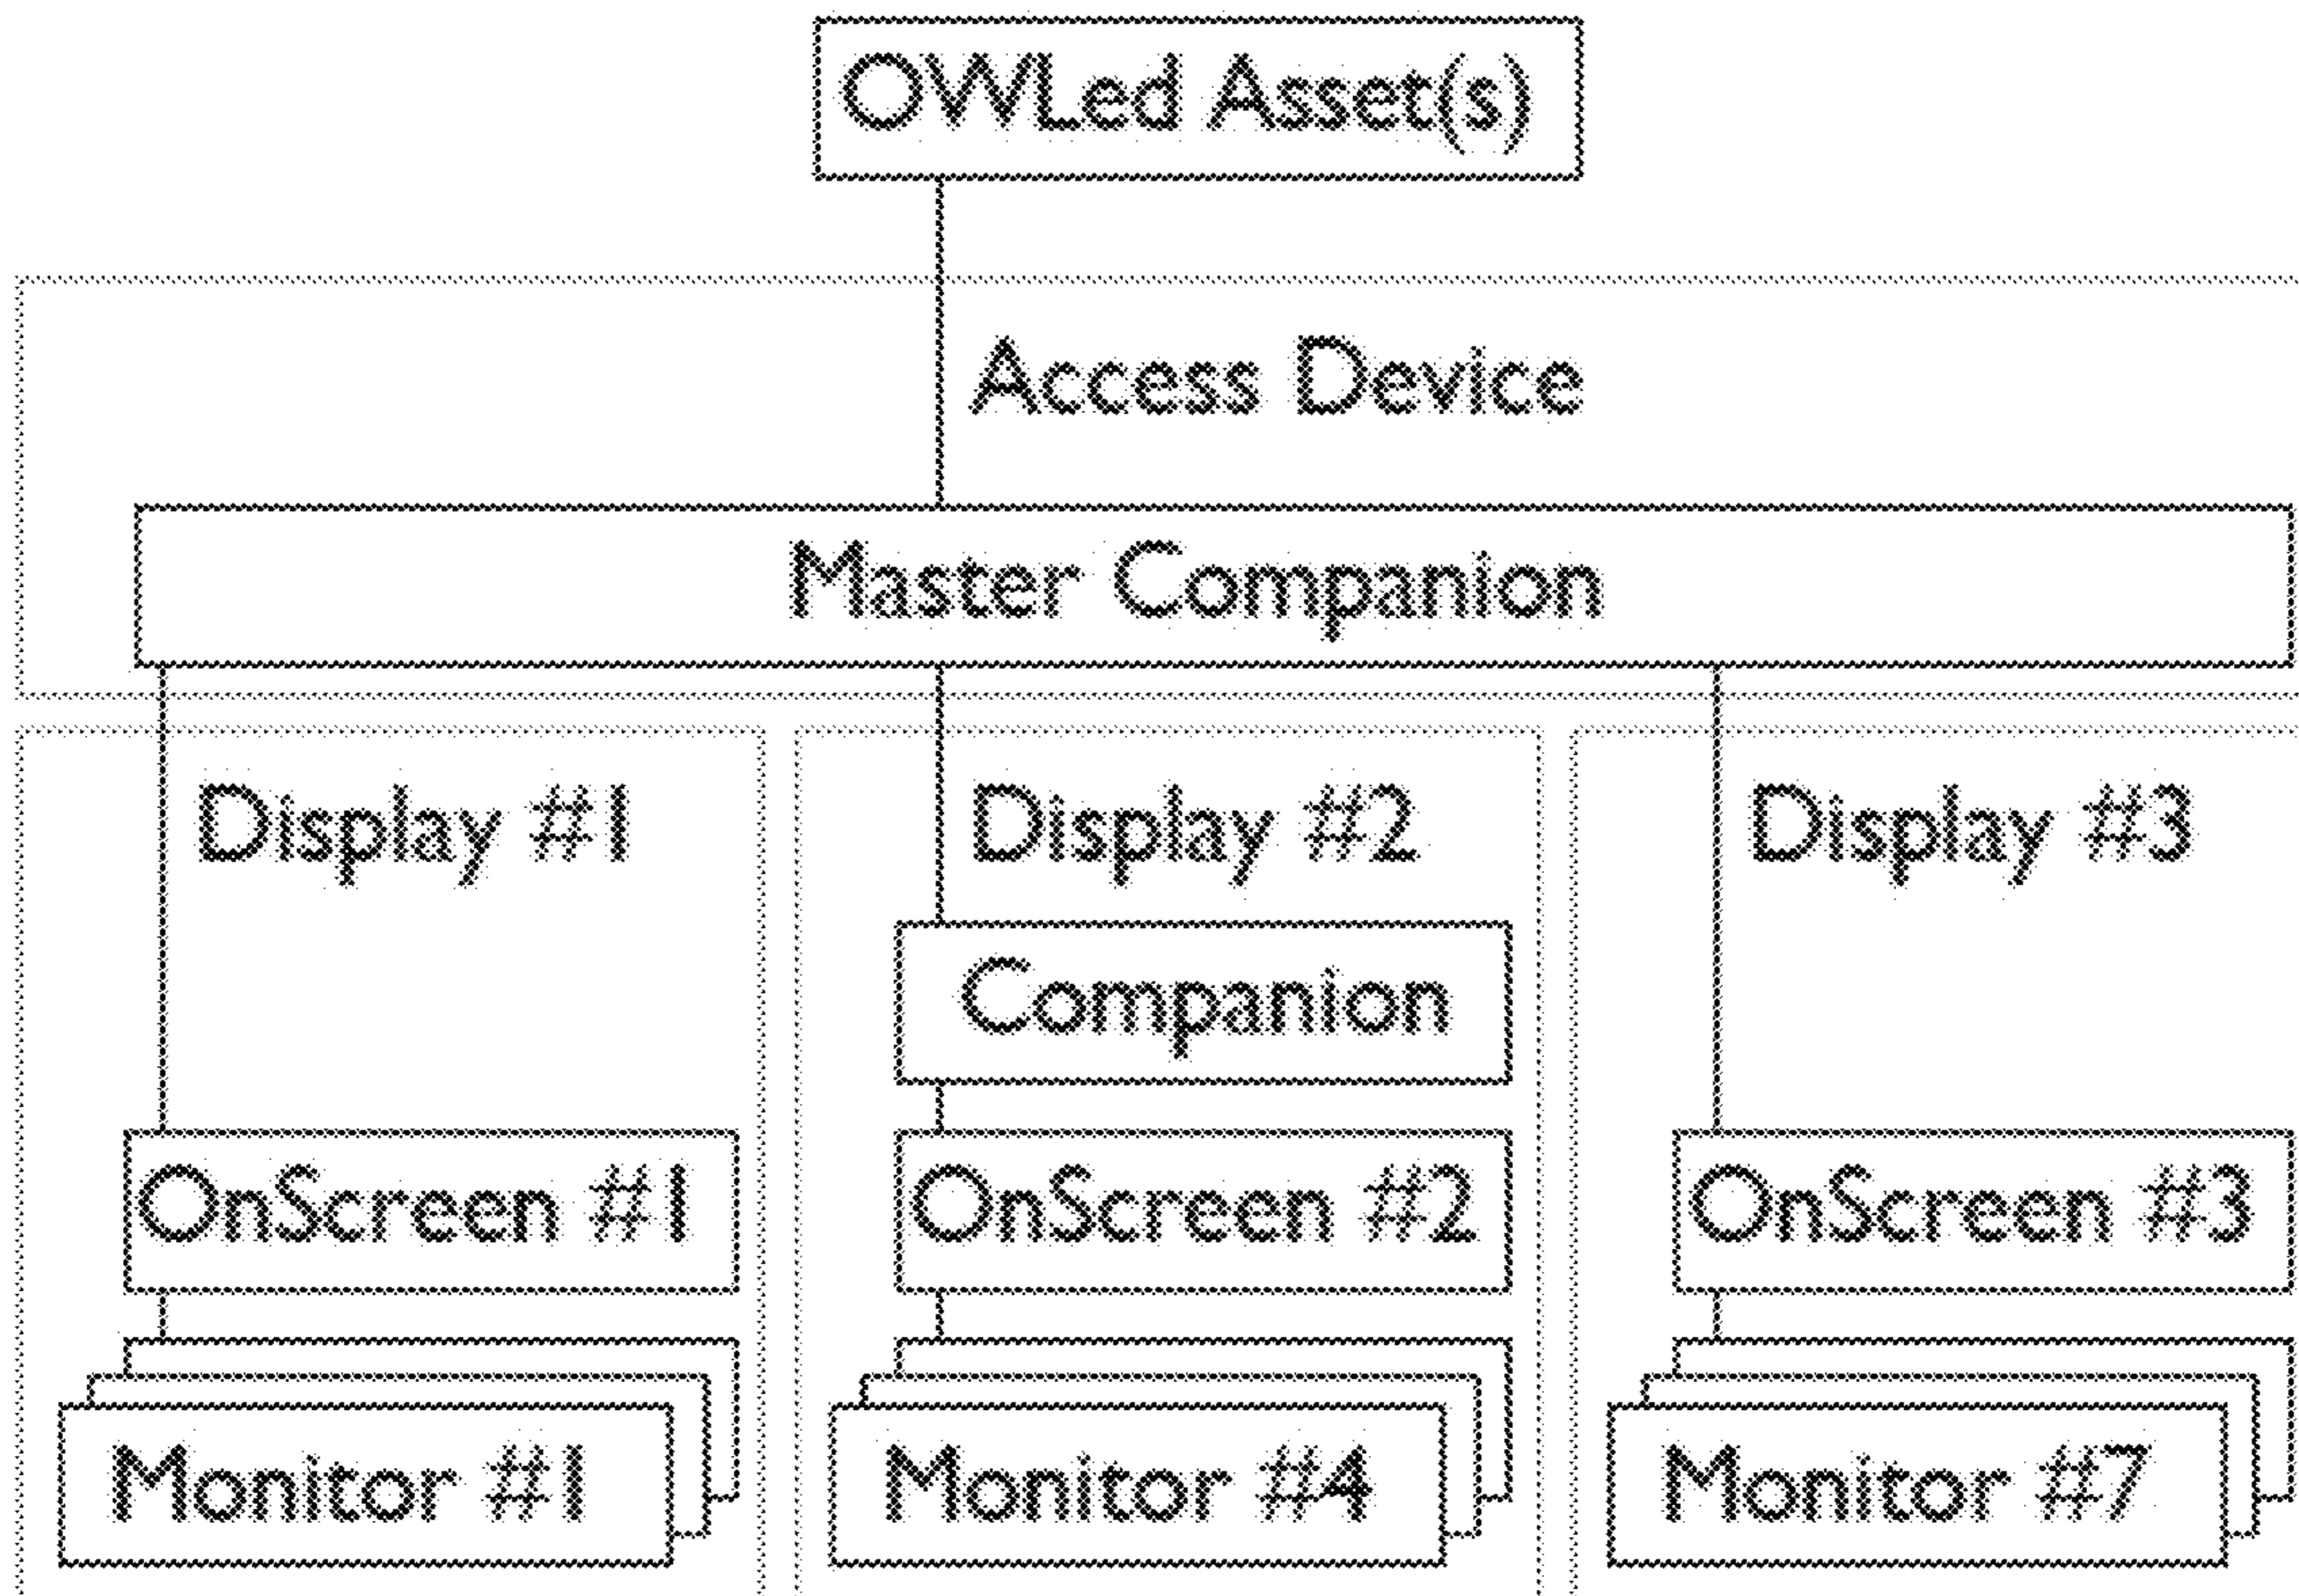 OWLed Asset(s)
Access Device
Master Companion
Display #1
Display #2
Display #3
Companion
OnScreen #1
OnScreen #2
OnScreen #3
Monitor #1
Monitor #4
Monitor #7